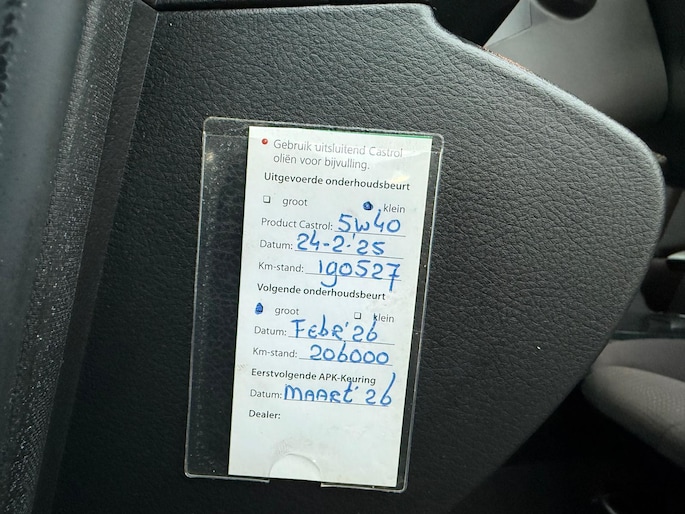 Gebruik uitsluitend Castrol
oliën voor bijvulling.
Uitgevoerde onderhoudsbeurt
groot klein
Product Castrol: 5W40
Datum: 24-2-'25
Km-stand: 190527
Volgende onderhoudsbeurt
groot klein
Datum: FEbR'26
Km-stand: 206000
Eerstvolgende APK-Keuring
Datum: MAARt'26
Dealer: